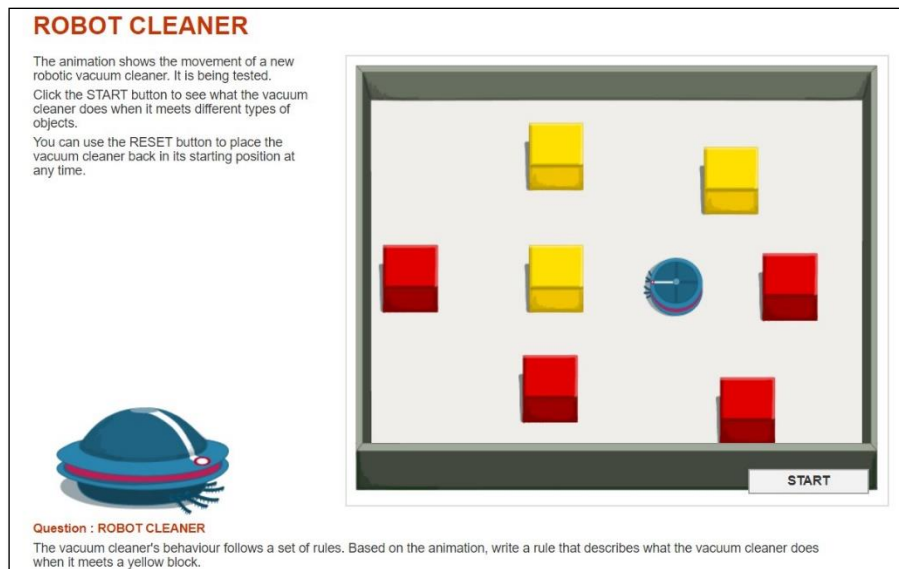 ROBOT CLEANER
The animation shows the movement of a new
robotic vacuum cleaner. It is being tested.
Click the START button to see what the vacuum
cleaner does when it meets different types of
objects.
You can use the RESET button to place the
vacuum cleaner back in its starting position at
any time.
START
Question : ROBOT CLEANER
The vacuum cleaner's behaviour follows a set of rules. Based on the animation, write a rule that describes what the vacuum cleaner does
when it meets a yellow block.